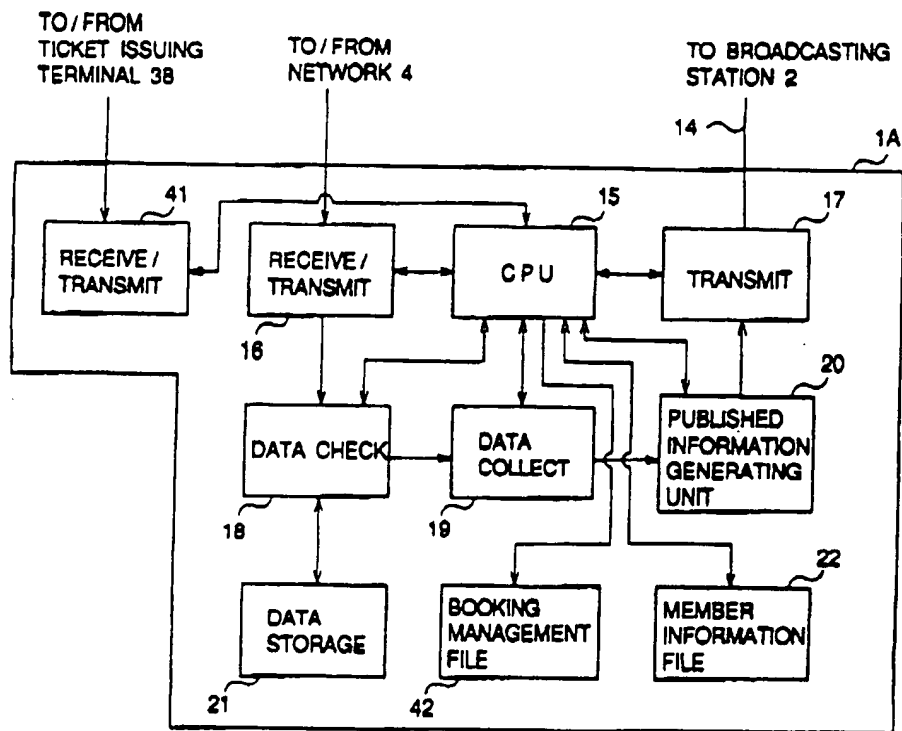 TO/FROM
TICKET ISSUING
TERMINAL 38
TO/FROM
NETWORK 4
TO BROADCASTING
STATION 2
14
1A
41
15
17
RECEIVE/
TRANSMIT
RECEIVE/
TRANSMIT
CPU
TRANSMIT
16
20
DATA CHECK
DATA
COLLECT
PUBLISHED
INFORMATION
GENERATING
UNIT
18
19
22
DATA
STORAGE
BOOKING
MANAGEMENT
FILE
MEMBER
INFORMATION
FILE
21
42